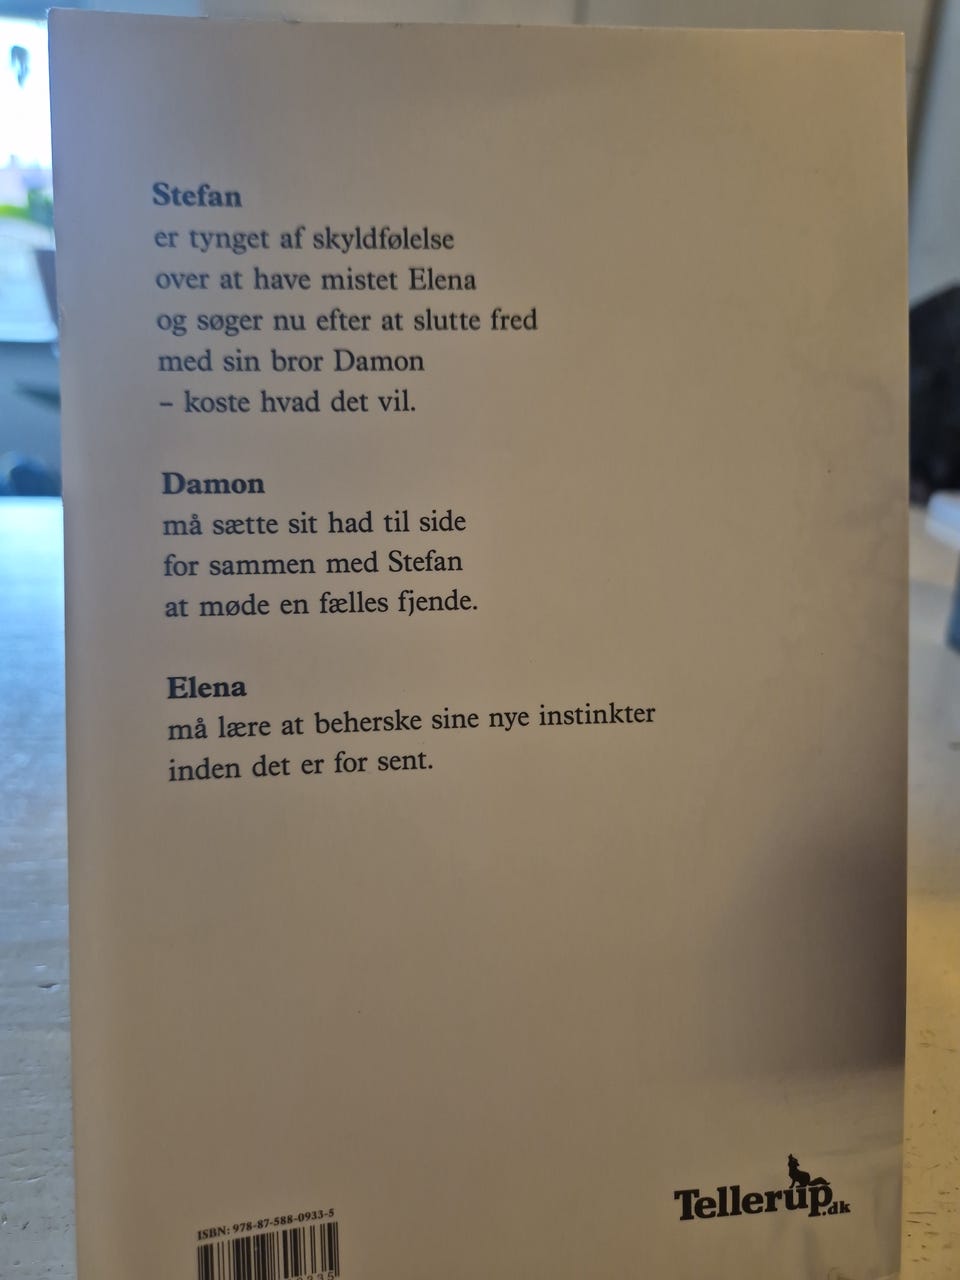 Stefan
er tynget af skyldfølelse
over at have mistet Elena
og søger nu efter at slutte fred
med sin bror Damon
– koste hvad det vil.
Damon
må sætte sit had til side
for sammen med Stefan
at møde en fælles fjende.
Elena
må lære at beherske sine nye instinkter
inden det er for sent.
Tellerup.dk
ISBN: 978-87-588-0933-5